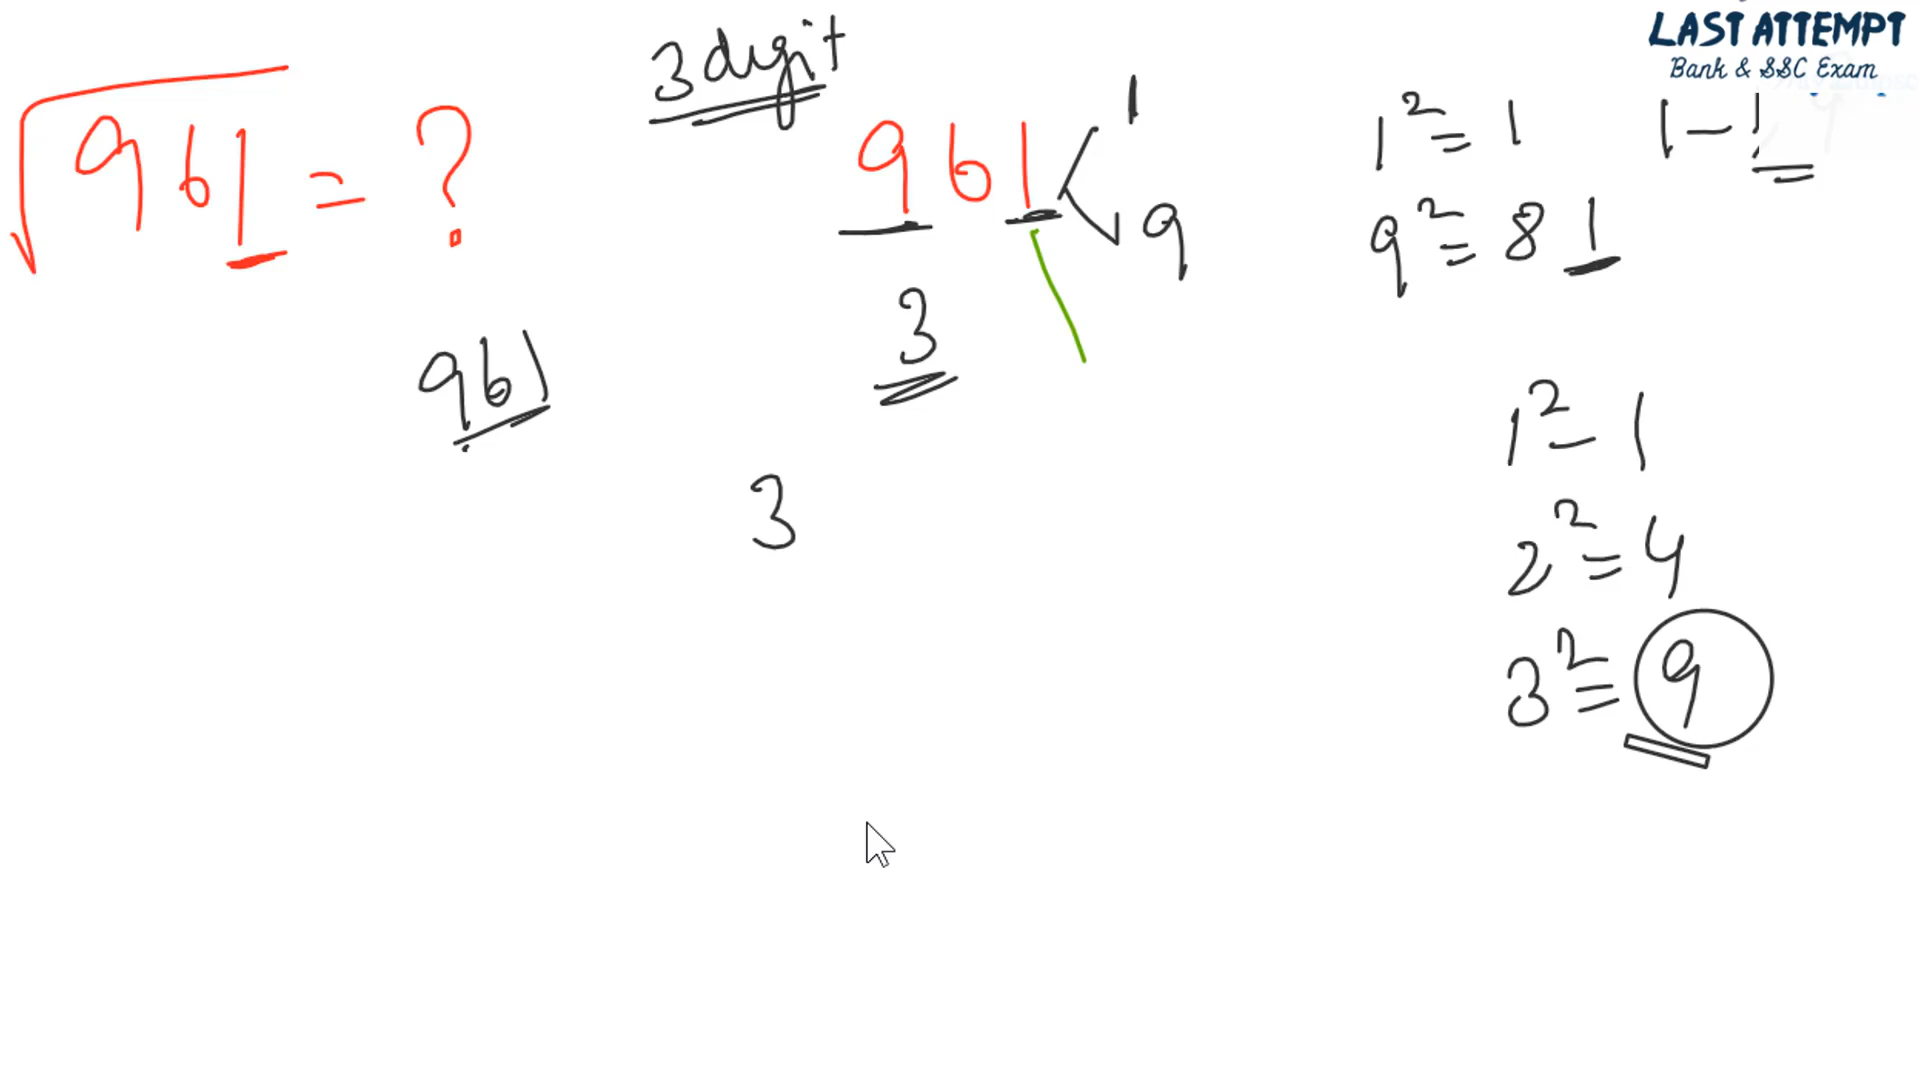 LAST ATTEMPT
Bank & SSC Exam
√961 = ?
3 digit
961
1
9
1² = 1
1 -
9² = 81
3
961
3
1² - 1
2² = 4
3² = 9